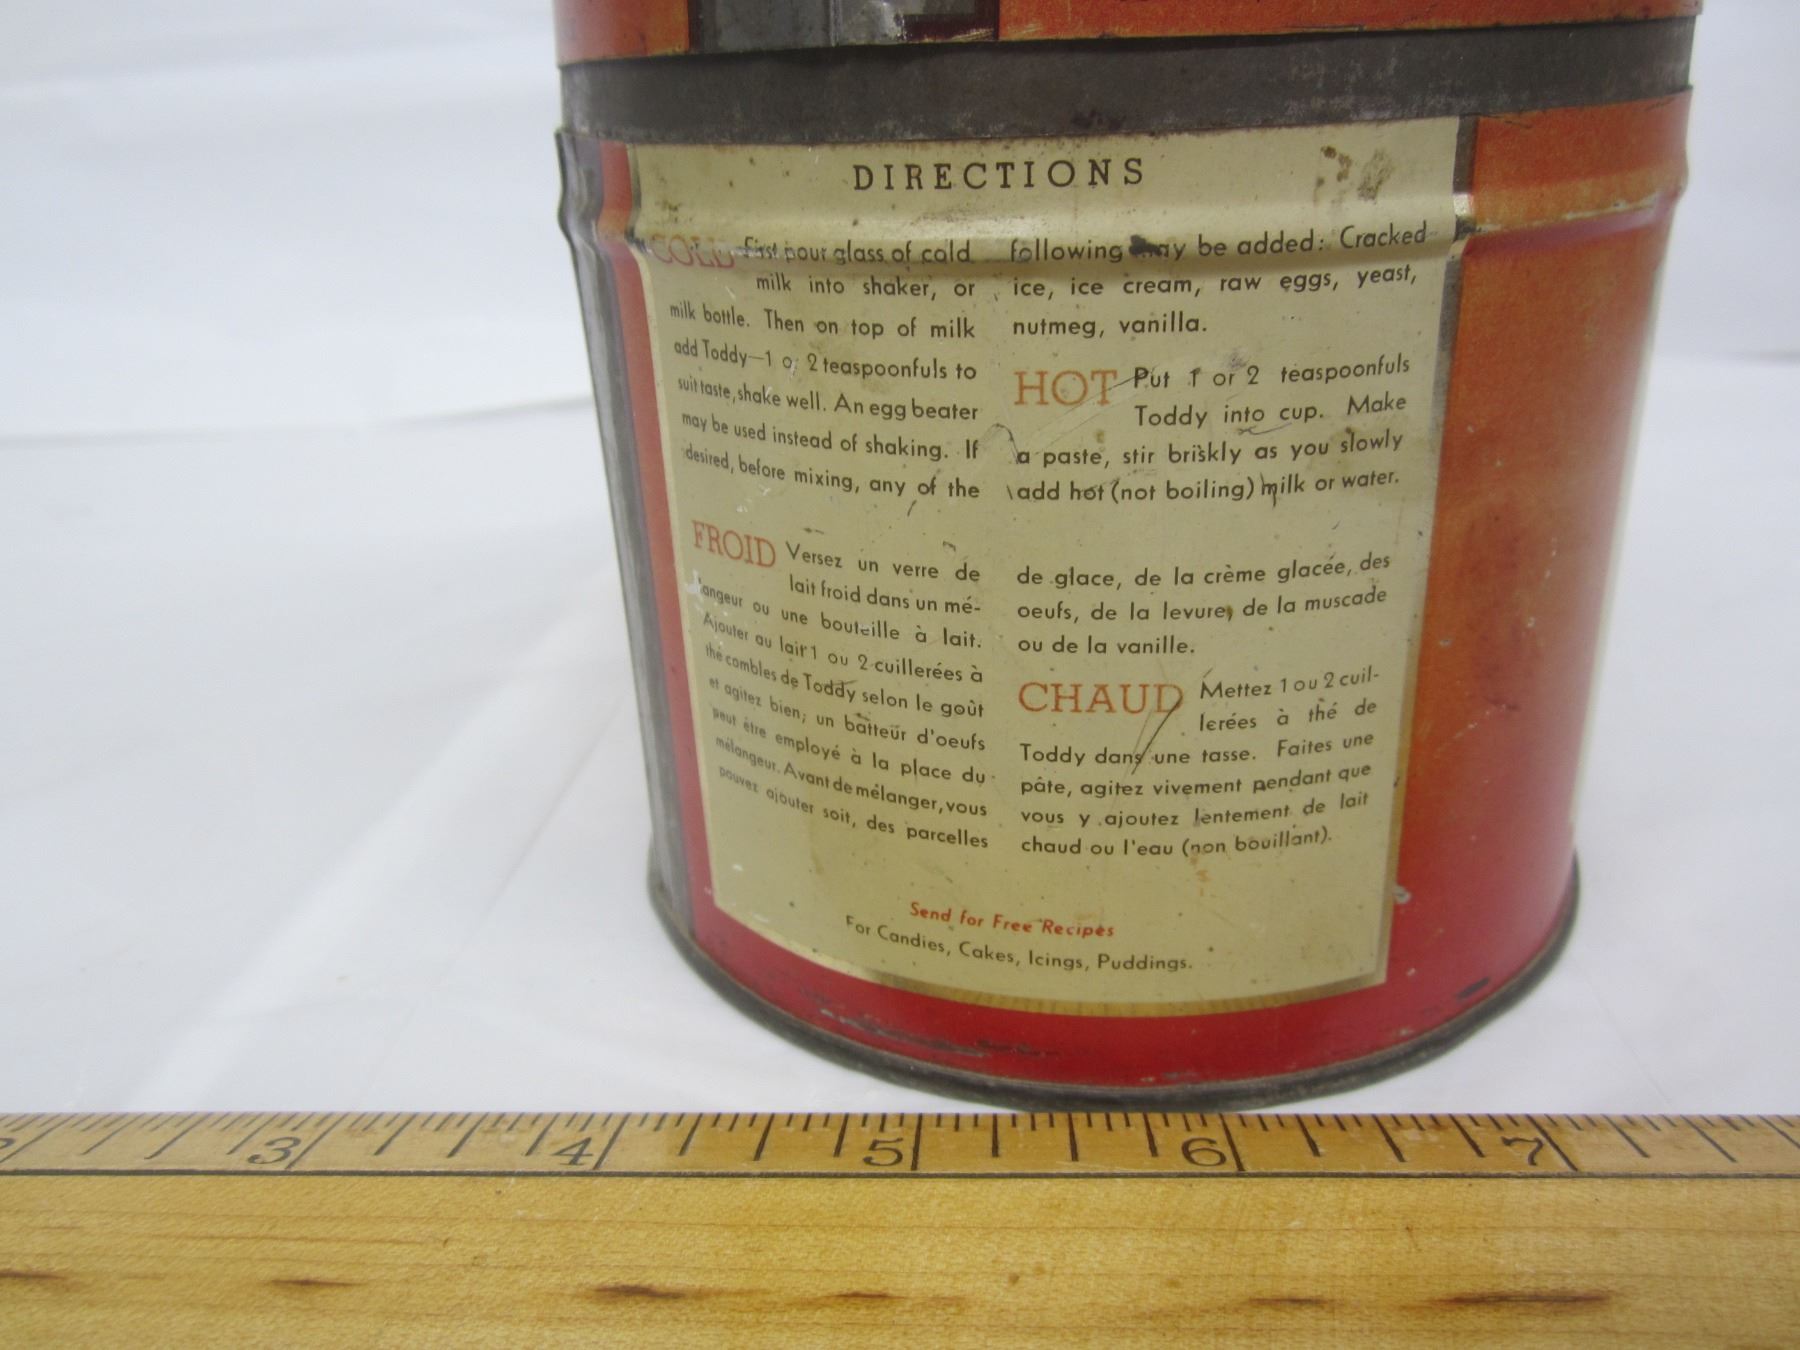 DIRECTIONS
COLD First pour glass of cold
milk into shaker, or
milk bottle. Then on top of milk
add Toddy—1 or 2 teaspoonfuls to
suit taste, shake well. An egg beater
may be used instead of shaking. If
desired, before mixing, any of the
following may be added: Cracked
ice, ice cream, raw eggs, yeast,
nutmeg, vanilla.
HOT Put 1 or 2 teaspoonfuls
Toddy into cup. Make
a paste, stir briskly as you slowly
add hot (not boiling) milk or water.
FROID Versez un verre de
lait froid dans un mé-
langeur ou une bouteille à lait.
Ajouter au lait 1 ou 2 cuillerées à
thé combles de Toddy selon le goût
et agitez bien; un batteur d'oeufs
peut être employé à la place du
mélangeur. Avant de mélanger, vous
pouvez ajouter soit, des parcelles
de glace, de la crème glacée, des
oeufs, de la levure, de la muscade
ou de la vanille.
CHAUD Mettez 1 ou 2 cuil-
lerées à thé de
Toddy dans une tasse. Faites une
pâte, agitez vivement pendant que
vous y ajoutez lentement de lait
chaud ou l'eau (non bouillant).
Send for Free Recipes
For Candies, Cakes, Icings, Puddings.
2 3 4 5 6 7